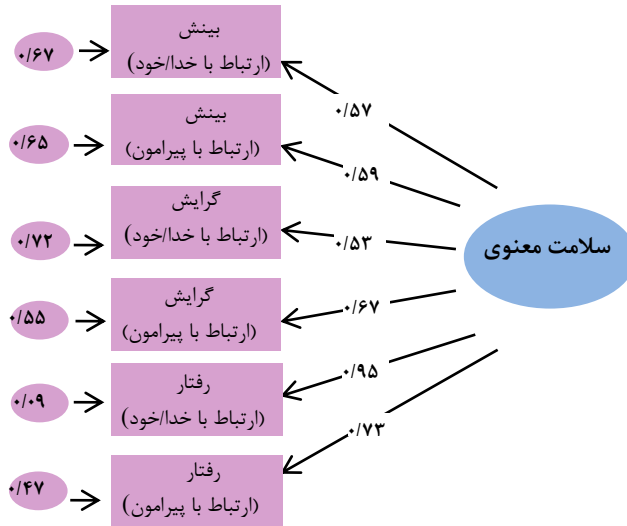 بینش
(ارتباط با خدا/خود)
۰/۶۷
۰/۵۷
بینش
(ارتباط با پیرامون)
۰/۶۵
۰/۵۹
گرایش
(ارتباط با خدا/خود)
۰/۷۲
۰/۵۳
سلامت معنوی
گرایش
(ارتباط با پیرامون)
۰/۵۵
۰/۶۷
رفتار
(ارتباط با خدا/خود)
۰/۰۹
۰/۹۵
رفتار
(ارتباط با پیرامون)
۰/۴۷
۰/۷۳